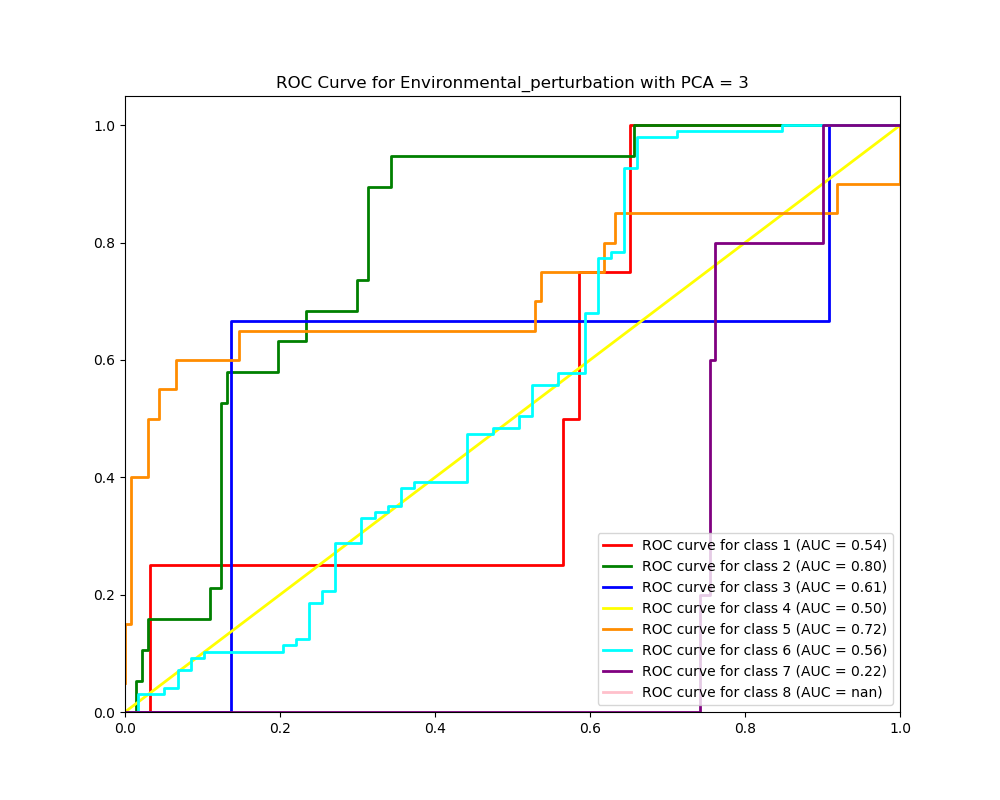 ROC Curve for Environmental_perturbation with PCA = 3
1.0
0.8
0.6
0.4
0.2
0.0
0.0 0.2 0.4 0.6 0.8 1.0
ROC curve for class 1 (AUC = 0.54)
ROC curve for class 2 (AUC = 0.80)
ROC curve for class 3 (AUC = 0.61)
ROC curve for class 4 (AUC = 0.50)
ROC curve for class 5 (AUC = 0.72)
ROC curve for class 6 (AUC = 0.56)
ROC curve for class 7 (AUC = 0.22)
ROC curve for class 8 (AUC = nan)